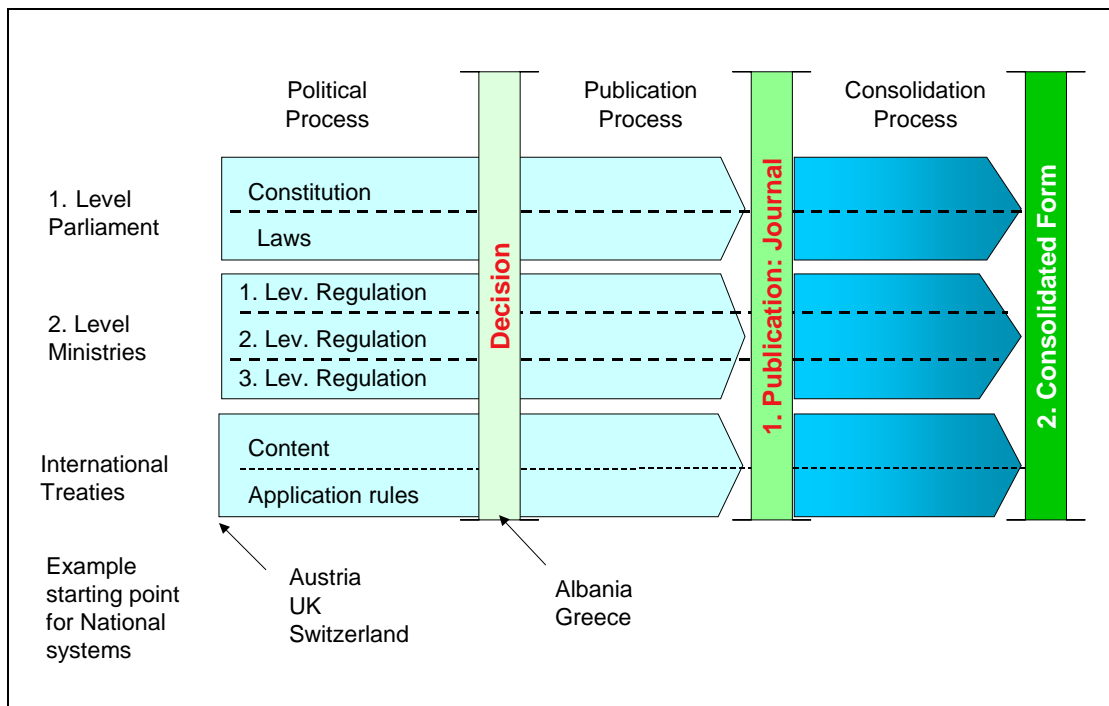 Political
Process
Publication
Process
Consolidation
Process
1. Level
Parliament
Constitution
Laws
2. Level
Ministries
1. Lev. Regulation
2. Lev. Regulation
3. Lev. Regulation
International
Treaties
Content
Application rules
Decision
1. Publication: Journal
2. Consolidated Form
Example
starting point
for National
systems
Austria
UK
Switzerland
Albania
Greece